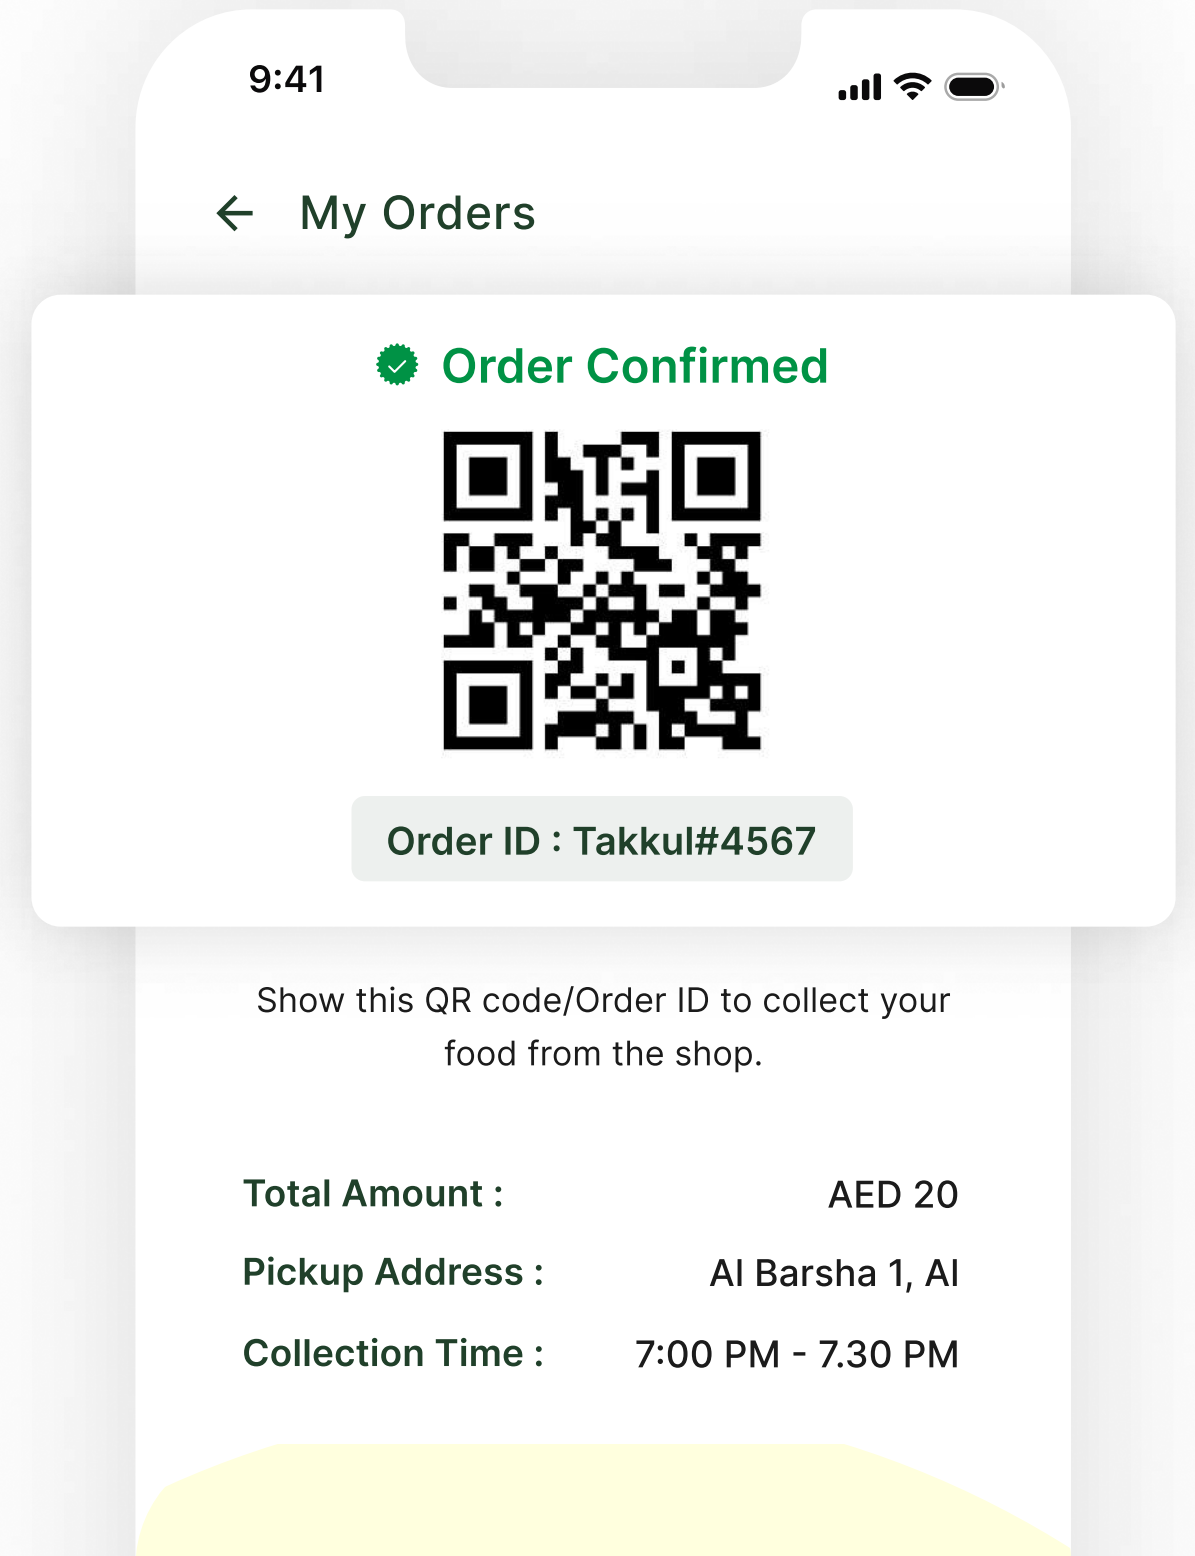 9:41
My Orders
Order Confirmed
Order ID : Takkul#4567
Show this QR code/Order ID to collect your
food from the shop.
Total Amount : AED 20
Pickup Address : Al Barsha 1, Al
Collection Time : 7:00 PM - 7.30 PM